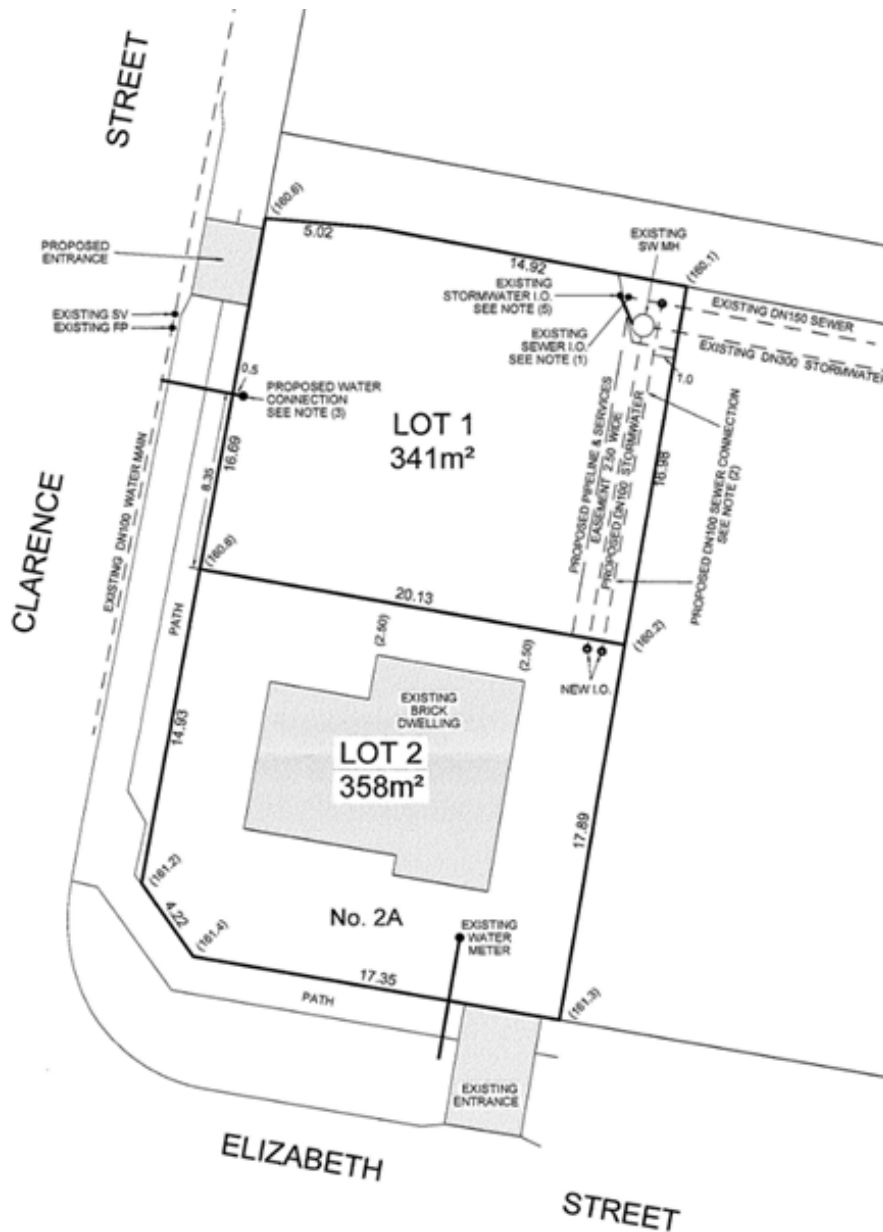 STREET
(160.6)
5.02
PROPOSED
ENTRANCE
14.92
EXISTING
SW MH
(160.1)
EXISTING
STORMWATER I.O.
SEE NOTE (5)
EXISTING DN150 SEWER
EXISTING SV
EXISTING FP
EXISTING
SEWER I.O.
SEE NOTE (1)
EXISTING DN300 STORMWATER
0.5
1.0
PROPOSED WATER
CONNECTION
SEE NOTE (3)
LOT 1
341m²
16.69
8.35
EXISTING DN100 WATER MAIN
PROPOSED PIPELINE & SERVICES
EASEMENT 2.50 WIDE
PROPOSED DN100 STORMWATER
16.98
PROPOSED DN100 SEWER CONNECTION
SEE NOTE (2)
CLARENCE
(160.8)
20.13
(160.2)
PATH
(2.50)
(2.50)
NEW I.O.
EXISTING
BRICK
DWELLING
14.93
LOT 2
358m²
17.89
(161.2)
4.22
(161.4)
No. 2A
EXISTING
WATER
METER
17.35
PATH
(161.3)
EXISTING
ENTRANCE
ELIZABETH
STREET